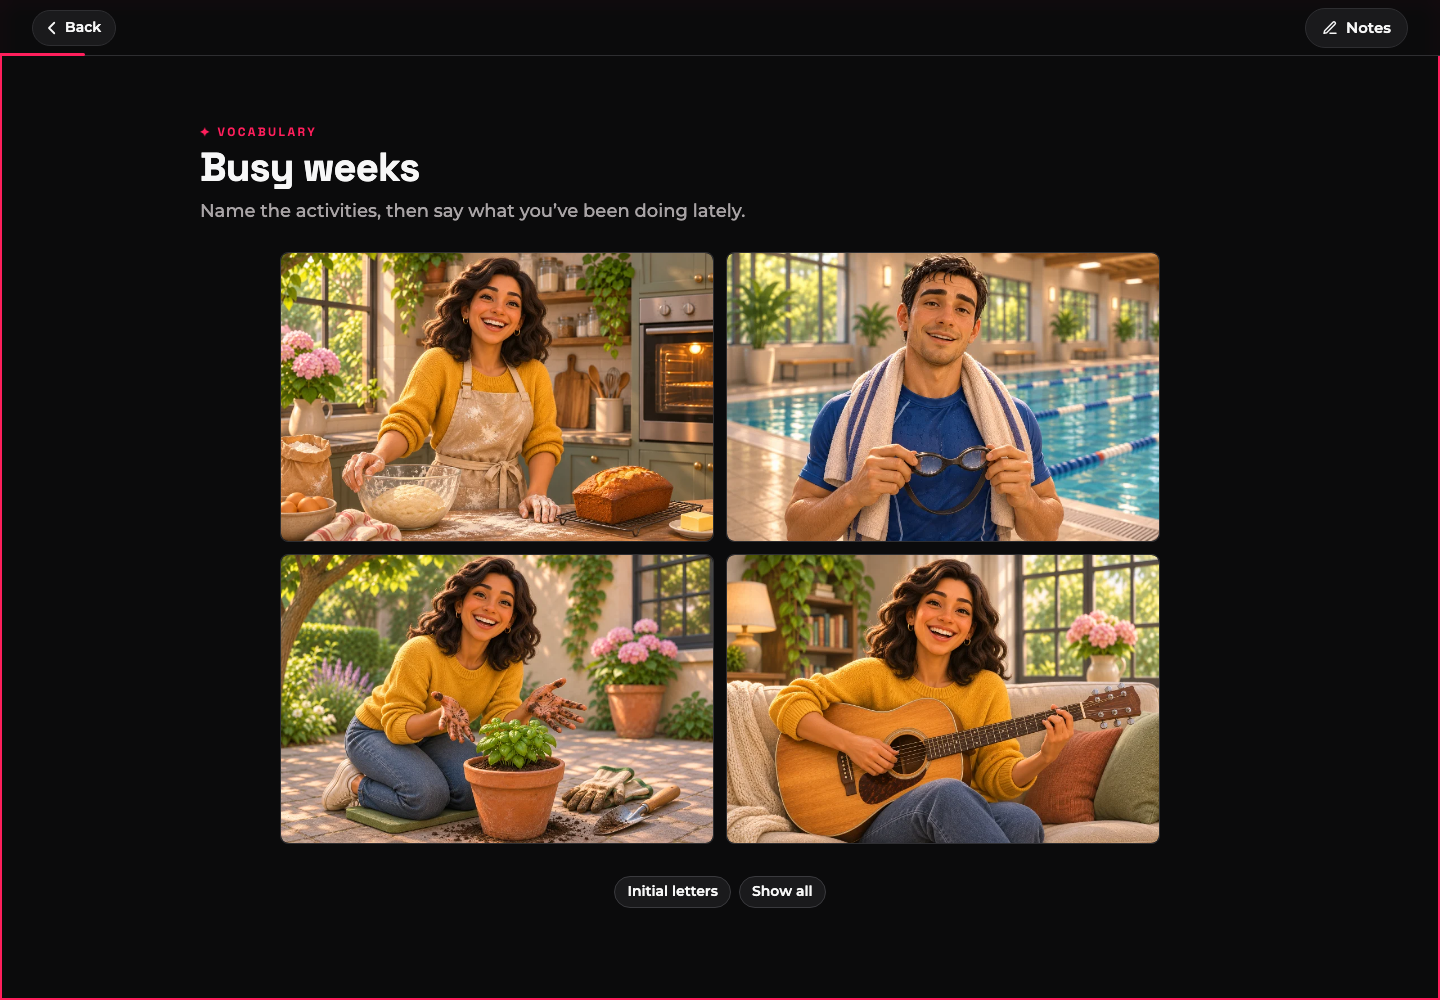 Back
Notes
VOCABULARY
Busy weeks
Name the activities, then say what you've been doing lately.
Initial letters
Show all